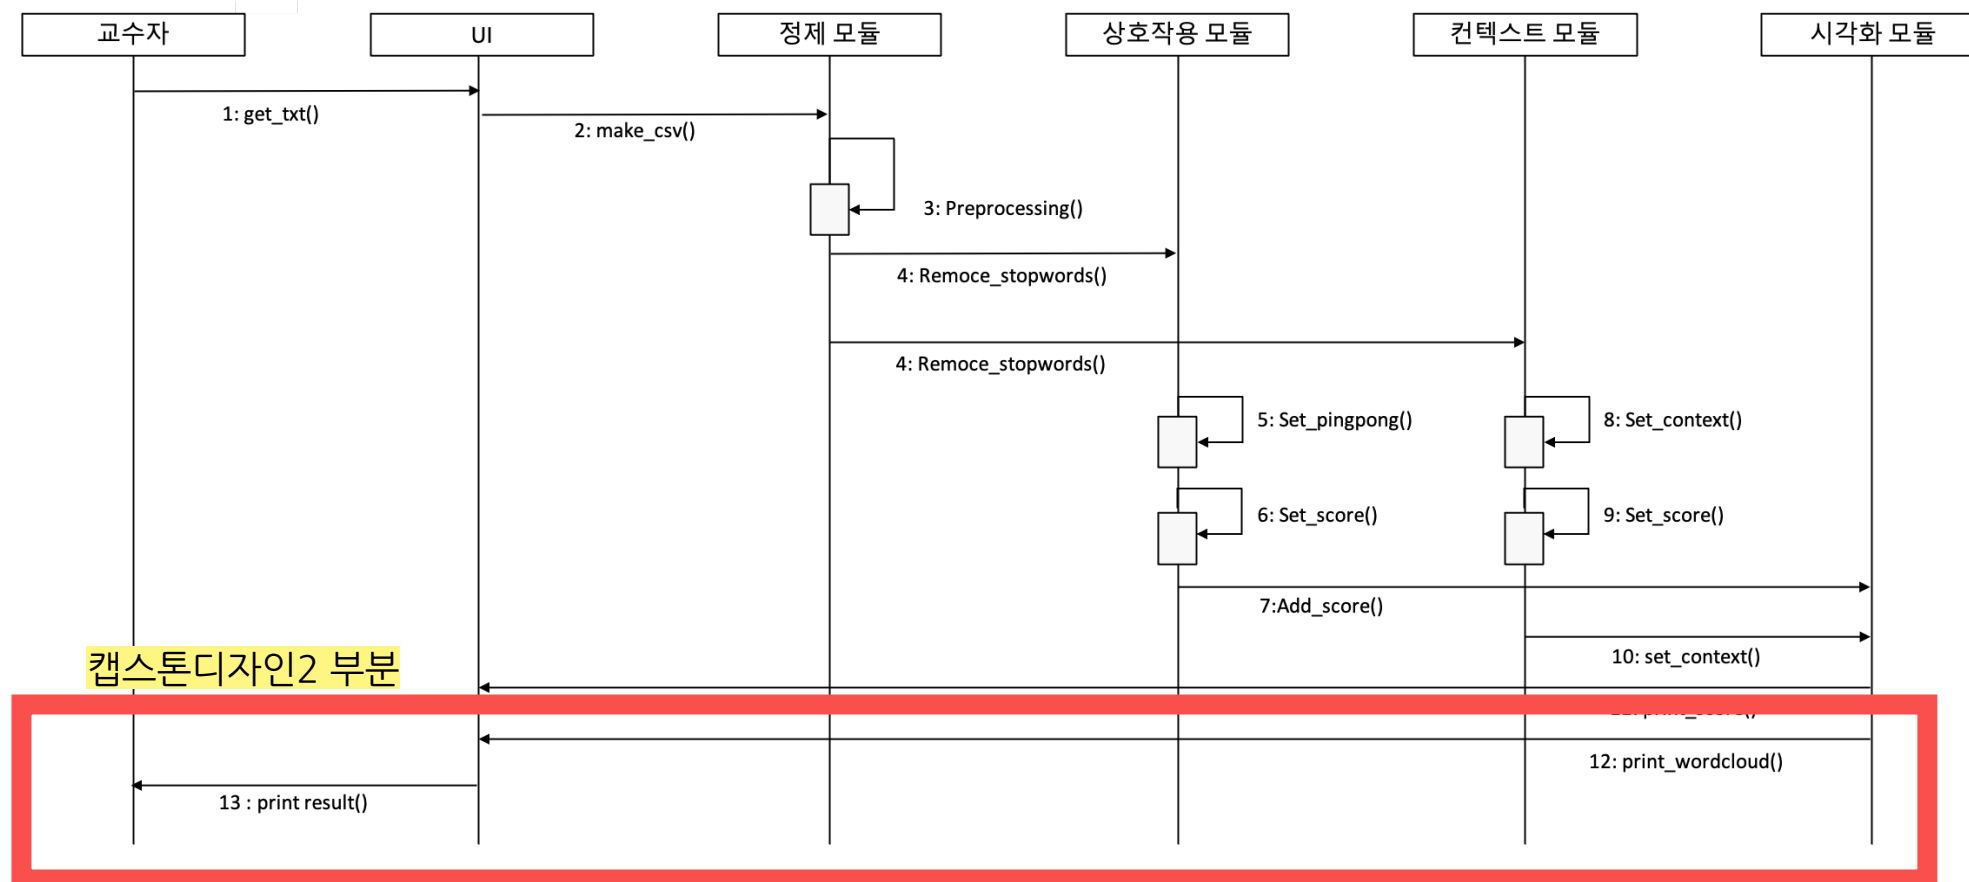 교수자
UI
정제 모듈
상호작용 모듈
컨텍스트 모듈
시각화 모듈
1: get_txt()
2: make_csv()
3: Preprocessing()
4: Remoce_stopwords()
4: Remoce_stopwords()
5: Set_pingpong()
8: Set_context()
6: Set_score()
9: Set_score()
7:Add_score()
10: set_context()
캡스톤디자인2 부분
12: print_wordcloud()
13 : print result()